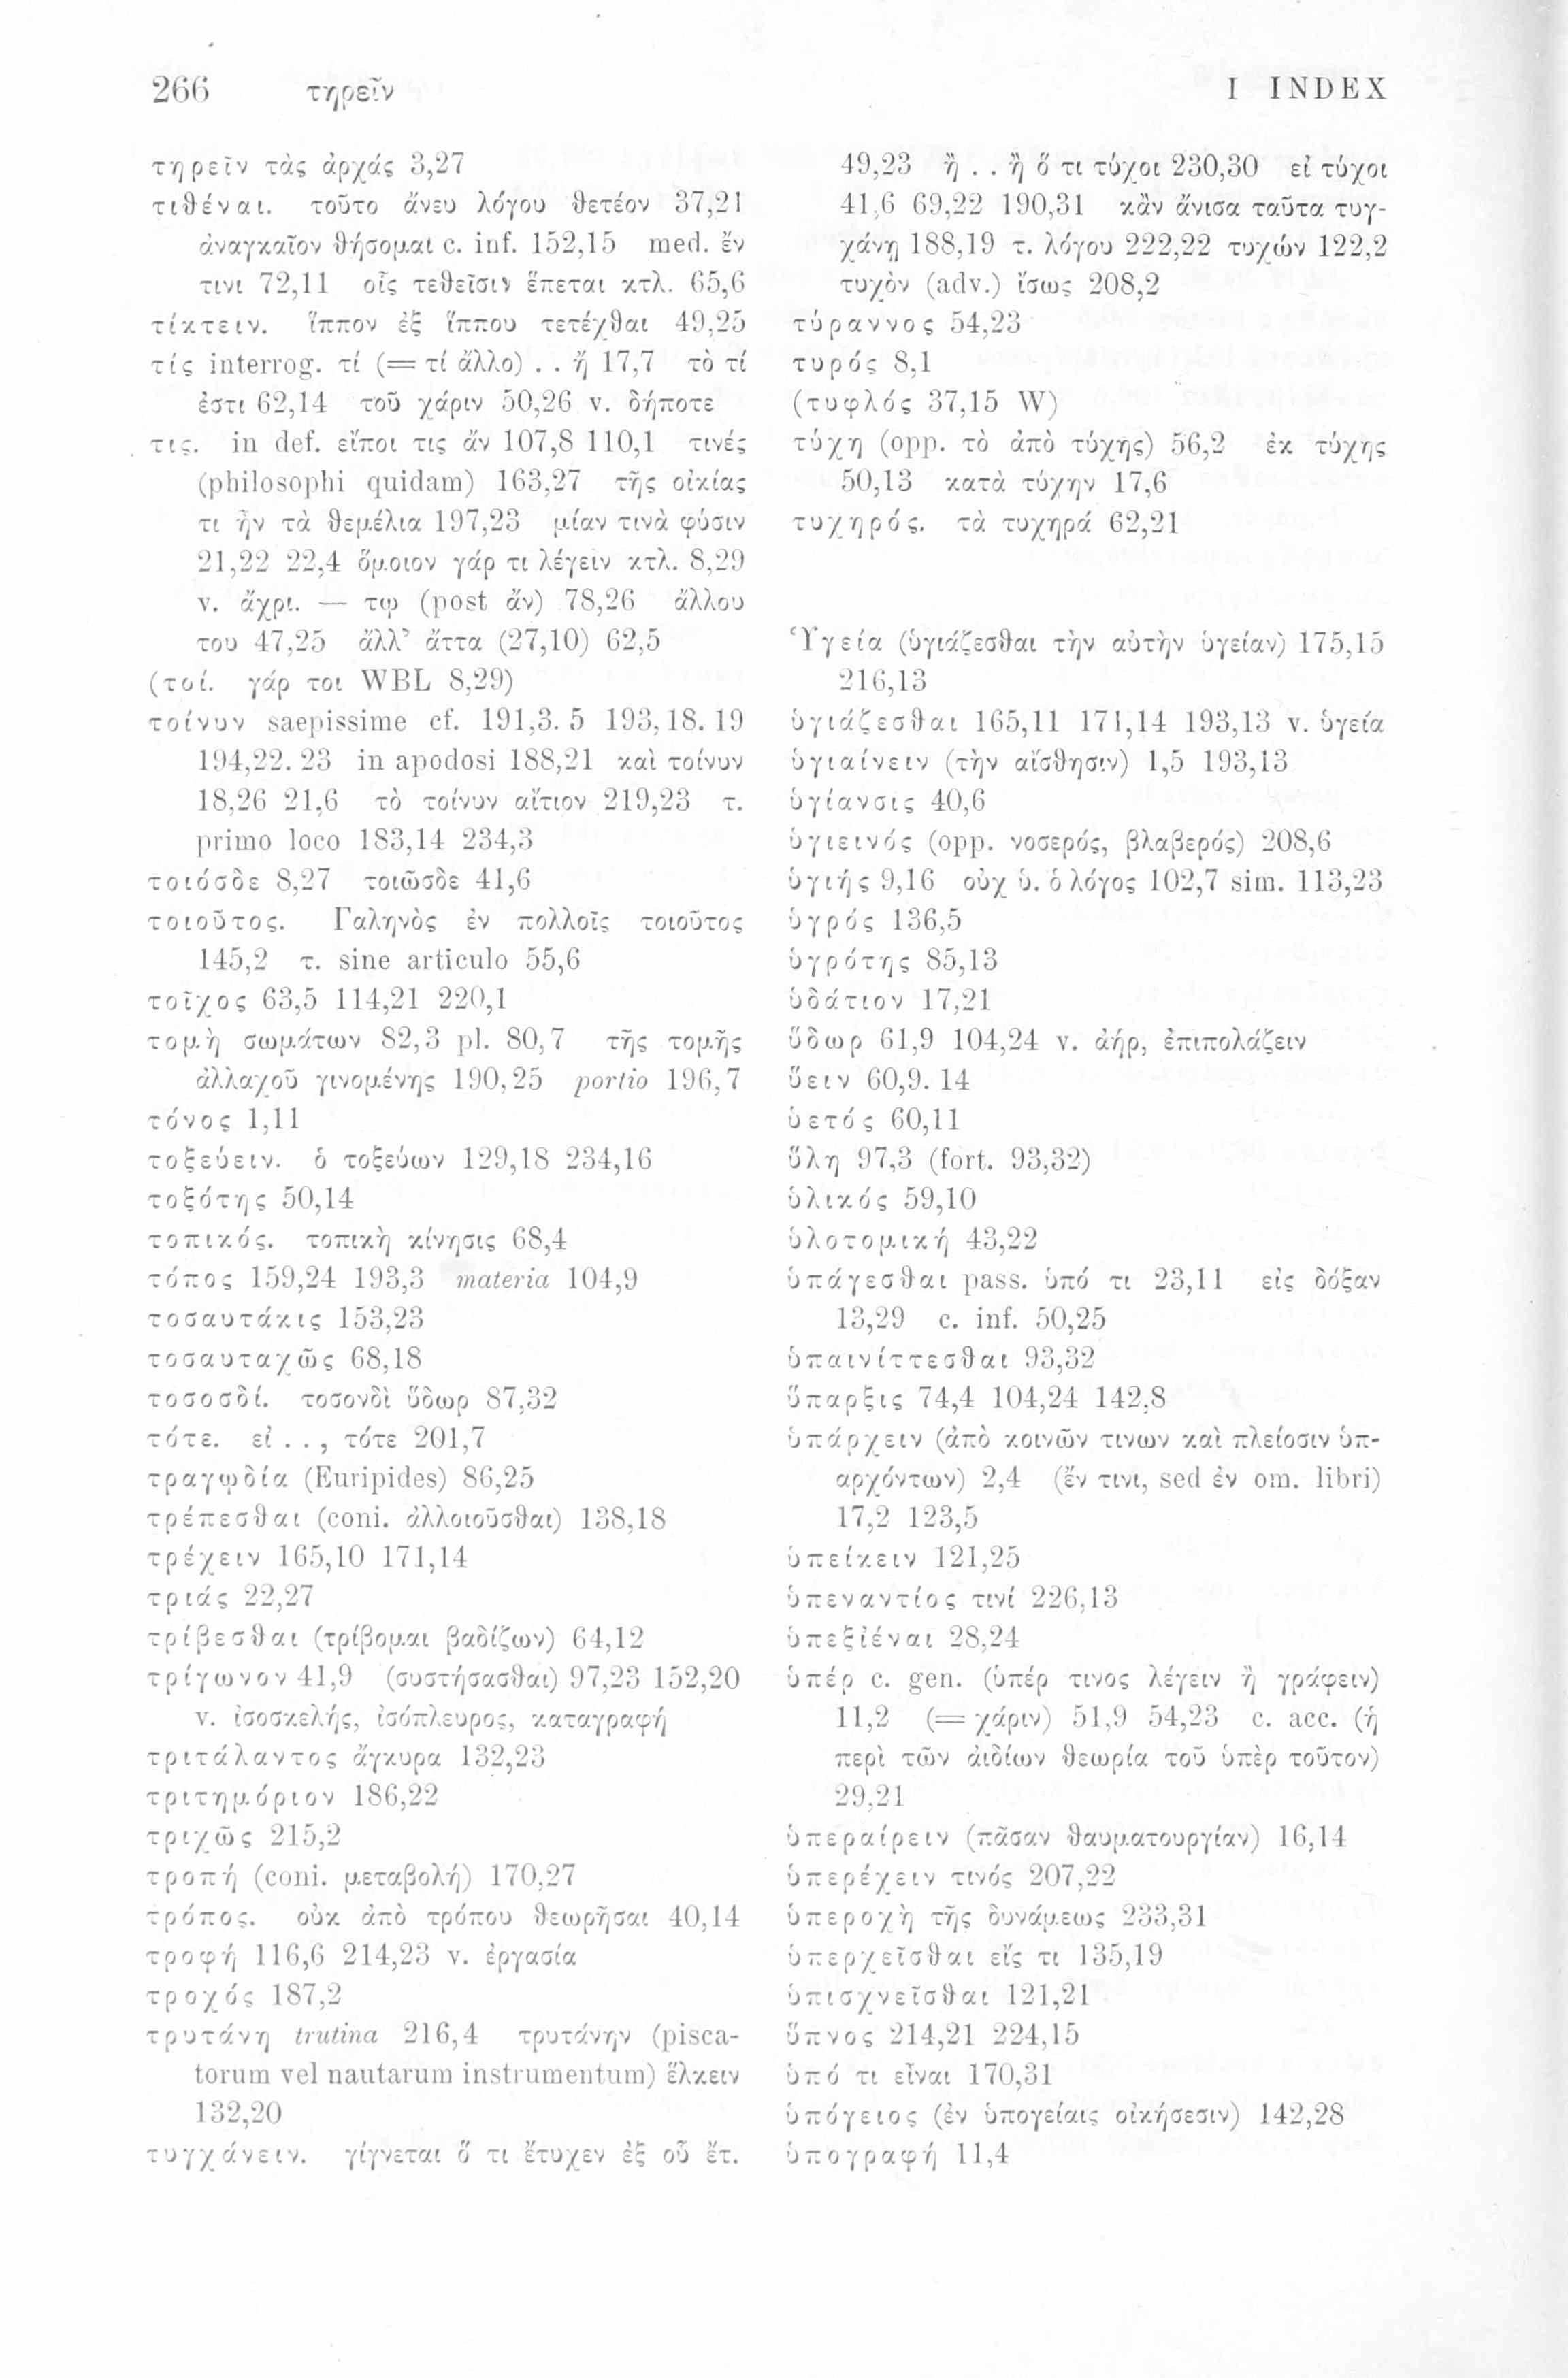 266 τηρεῖν I INDEX
τηρεῖν τὰς ἀρχάς 3,27
τιθέναι. τοῦτο ἄνευ λόγου θετέον 37,21
ἀναγκαῖον θήσομαι c. inf. 152,15 med. ἔν
τινι 72,11 οἷς τεθεῖσιν ἕπεται κτλ. 65,6
τίκτειν. ἵππον ἐξ ἵππου τετέχθαι 49,25
τίς interrog. τί (= τί ἄλλο) . . ἤ 17,7 τὸ τί
ἐστι 62,14 τοῦ χάριν 50,26 v. δήποτε
τις. in def. εἴποι τις ἄν 107,8 110,1 τινές
(philosophi quidam) 163,27 τῆς οἰκίας
τι ἦν τὰ θεμέλια 197,23 μίαν τινὰ φύσιν
21,22 22,4 ὅμοιον γάρ τι λέγειν κτλ. 8,29
v. ἄχρι. — τῳ (post ἄν) 78,26 ἄλλου
του 47,25 ἄλλ’ ἄττα (27,10) 62,5
(τοί. γάρ τοι WBL 8,29)
τοίνυν saepissime cf. 191,3. 5 193,18. 19
194,22. 23 in apodosi 188,21 καὶ τοίνυν
18,26 21,6 τὸ τοίνυν αἴτιον 219,23 τ.
primo loco 183,14 234,3
τοιόσδε 8,27 τοιῶσδε 41,6
τοιοῦτος. Γαληνὸς ἐν πολλοῖς τοιοῦτος
145,2 τ. sine articulo 55,6
τοῖχος 63,5 114,21 220,1
τομὴ σωμάτων 82,3 pl. 80,7 τῆς τομῆς
ἀλλαχοῦ γινομένης 190,25 portio 196,7
τόνος 1,11
τοξεύειν. ὁ τοξεύων 129,18 234,16
τοξότης 50,14
τοπικός. τοπικὴ κίνησις 68,4
τόπος 159,24 193,3 materia 104,9
τοσαυτάκις 153,23
τοσαυταχῶς 68,18
τοσοσδί. τοσονδὶ ὕδωρ 87,32
τότε. εἰ . . , τότε 201,7
τραγῳδία (Euripides) 86,25
τρέπεσθαι (coni. ἀλλοιοῦσθαι) 138,18
τρέχειν 165,10 171,14
τριάς 22,27
τρίβεσθαι (τρίβομαι βαδίζων) 64,12
τρίγωνον 41,9 (συστήσασθαι) 97,23 152,20
v. ἰσοσκελής, ἰσόπλευρος, καταγραφή
τριτάλαντος ἄγκυρα 132,23
τριτημόριον 186,22
τριχῶς 215,2
τροπή (coni. μεταβολή) 170,27
τρόπος. οὐκ ἀπὸ τρόπου θεωρῆσαι 40,14
τροφή 116,6 214,23 v. ἐργασία
τροχός 187,2
τρυτάνη trutina 216,4 τρυτάνην (pisca-
torum vel nautarum instrumentum) ἕλκειν
132,20
τυγχάνειν. γίγνεται ὅ τι ἔτυχεν ἐξ οὗ ἔτ.
49,23 ἢ . . ἢ ὅ τι τύχοι 230,30 εἰ τύχοι
41,6 69,22 190,31 κἂν ἄνισα ταῦτα τυγ-
χάνῃ 188,19 τ. λόγου 222,22 τυχών 122,2
τυχὸν (adv.) ἴσως 208,2
τύραννος 54,23
τυρός 8,1
(τυφλός 37,15 W)
τύχη (opp. τὸ ἀπὸ τύχης) 56,2 ἐκ τύχης
50,13 κατὰ τύχην 17,6
τυχηρός. τὰ τυχηρά 62,21
Ὑγεία (ὑγιάζεσθαι τὴν αὐτὴν ὑγείαν) 175,15
216,13
ὑγιάζεσθαι 165,11 171,14 193,13 v. ὑγεία
ὑγιαίνειν (τὴν αἴσθησιν) 1,5 193,13
ὑγίανσις 40,6
ὑγιεινός (opp. νοσερός, βλαβερός) 208,6
ὑγιής 9,16 οὐχ ὑ. ὁ λόγος 102,7 sim. 113,23
ὑγρός 136,5
ὑγρότης 85,13
ὑδάτιον 17,21
ὕδωρ 61,9 104,24 v. ἀήρ, ἐπιπολάζειν
ὕειν 60,9. 14
ὑετός 60,11
ὕλη 97,3 (fort. 93,32)
ὑλικός 59,10
ὑλοτομική 43,22
ὑπάγεσθαι pass. ὑπό τι 23,11 εἰς δόξαν
13,29 c. inf. 50,25
ὑπαινίττεσθαι 93,32
ὕπαρξις 74,4 104,24 142,8
ὑπάρχειν (ἀπὸ κοινῶν τινων καὶ πλείοσιν ὑπ-
αρχόντων) 2,4 (ἔν τινι, sed ἐν om. libri)
17,2 123,5
ὑπείκειν 121,25
ὑπεναντίος τινί 226,13
ὑπεξιέναι 28,24
ὑπέρ c. gen. (ὑπέρ τινος λέγειν ἢ γράφειν)
11,2 (= χάριν) 51,9 54,23 c. acc. (ἡ
περὶ τῶν ἀιδίων θεωρία τοῦ ὑπὲρ τοῦτον)
29,21
ὑπεραίρειν (πᾶσαν θαυματουργίαν) 16,14
ὑπερέχειν τινός 207,22
ὑπεροχὴ τῆς δυνάμεως 233,31
ὑπερχεῖσθαι εἴς τι 135,19
ὑπισχνεῖσθαι 121,21
ὕπνος 214,21 224,15
ὑπό τι εἶναι 170,31
ὑπόγειος (ἐν ὑπογείαις οἰκήσεσιν) 142,28
ὑπογραφή 11,4